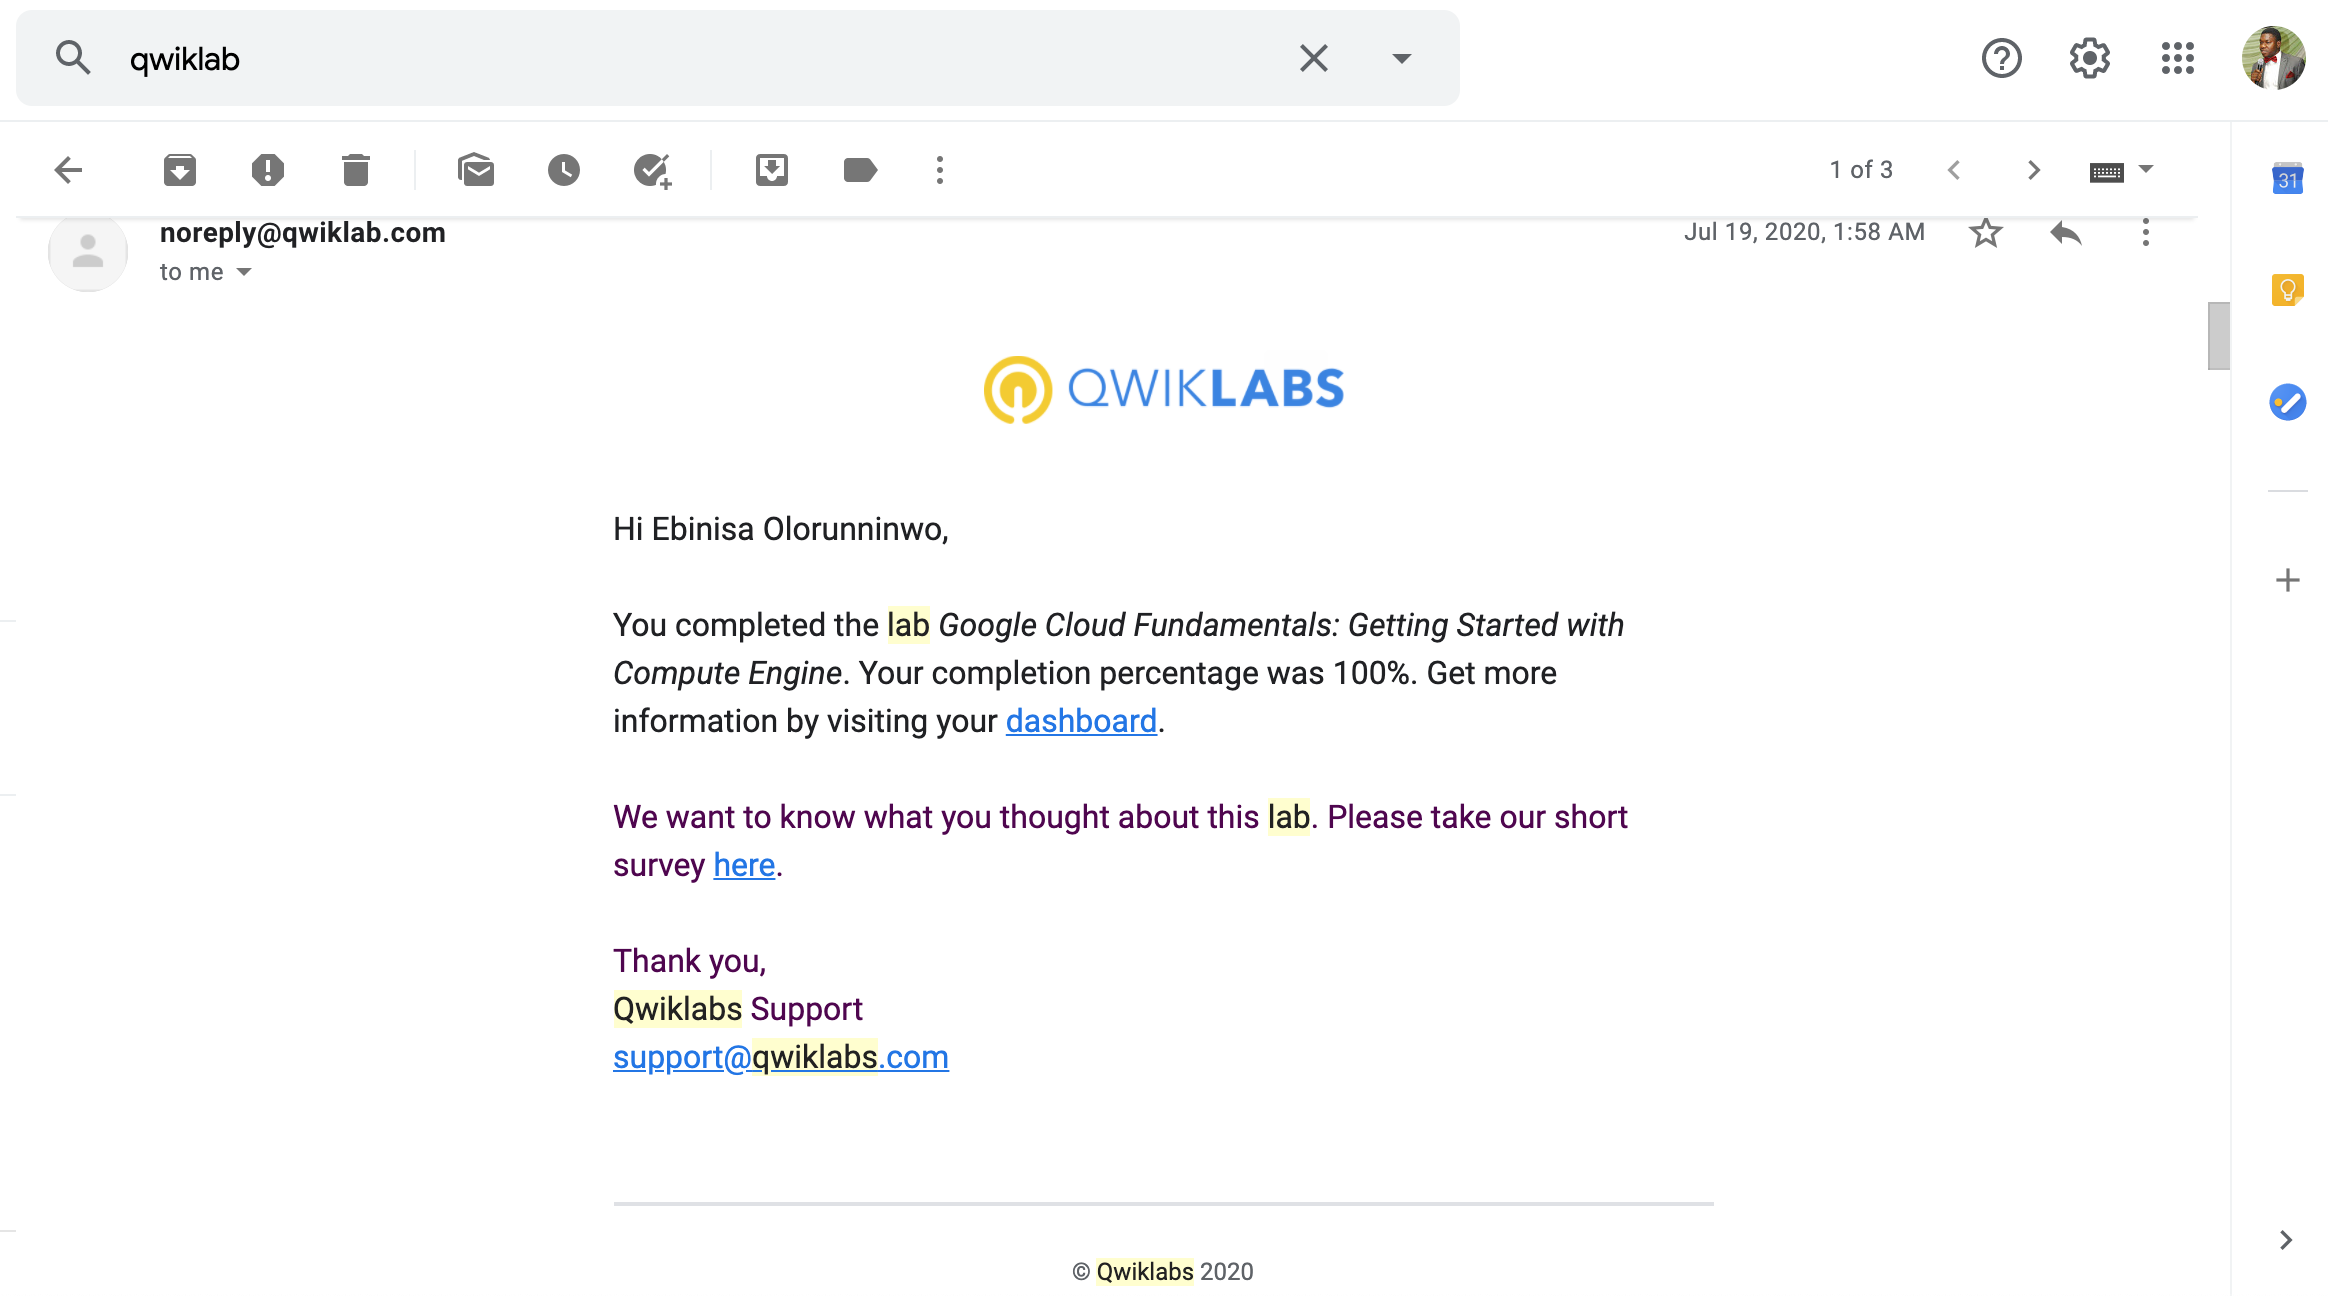 qwiklab
1 of 3
31
noreply@qwiklab.com
Jul 19, 2020, 1:58 AM
to me
QWIKLABS
Hi Ebinisa Olorunninwo,
You completed the lab Google Cloud Fundamentals: Getting Started with
Compute Engine. Your completion percentage was 100%. Get more
information by visiting your dashboard.
We want to know what you thought about this lab. Please take our short
survey here.
Thank you,
Qwiklabs Support
support@qwiklabs.com
© Qwiklabs 2020